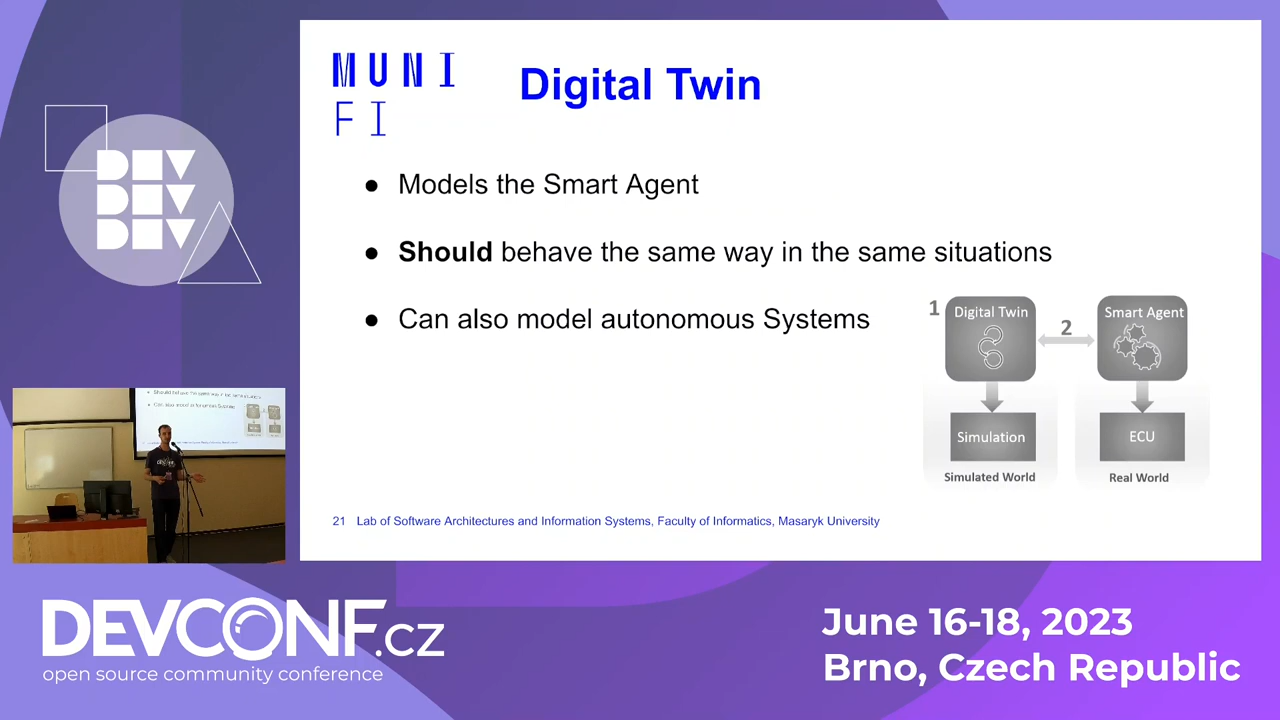 MUNI
FI
Digital Twin
DEV
DEV
DEV
● Models the Smart Agent
● Should behave the same way in the same situations
● Can also model autonomous Systems
1
Digital Twin
2
Smart Agent
Simulation
ECU
Simulated World
Real World
21 Lab of Software Architectures and Information Systems, Faculty of Informatics, Masaryk University
DEVCONF.cz
open source community conference
June 16-18, 2023
Brno, Czech Republic